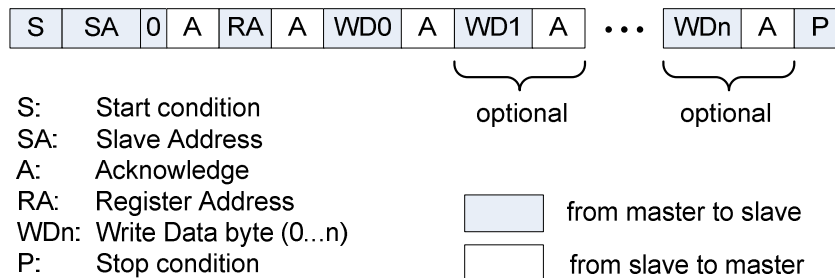 S SA 0 A RA A WD0 A WD1 A ••• WDn A P
optional optional
S: Start condition
SA: Slave Address
A: Acknowledge
RA: Register Address
WDn: Write Data byte (0...n)
P: Stop condition
from master to slave
from slave to master